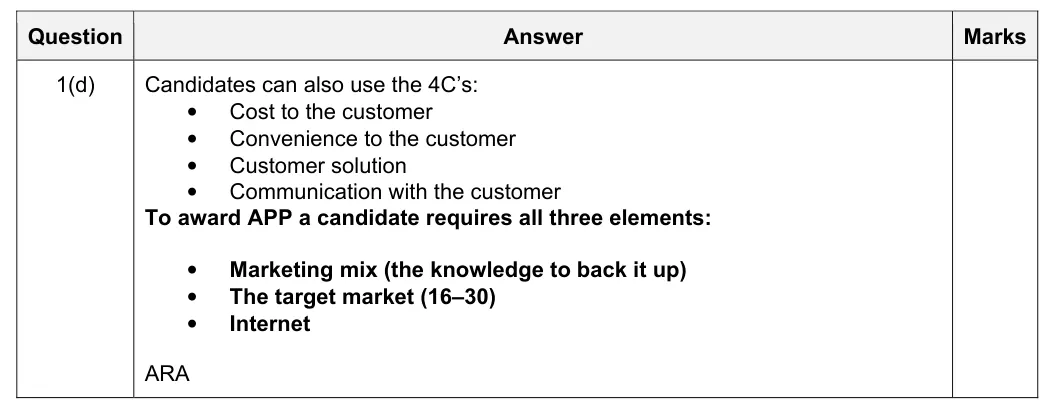 Question Answer Marks
1(d) Candidates can also use the 4C’s:
• Cost to the customer
• Convenience to the customer
• Customer solution
• Communication with the customer
To award APP a candidate requires all three elements:
• Marketing mix (the knowledge to back it up)
• The target market (16–30)
• Internet
ARA